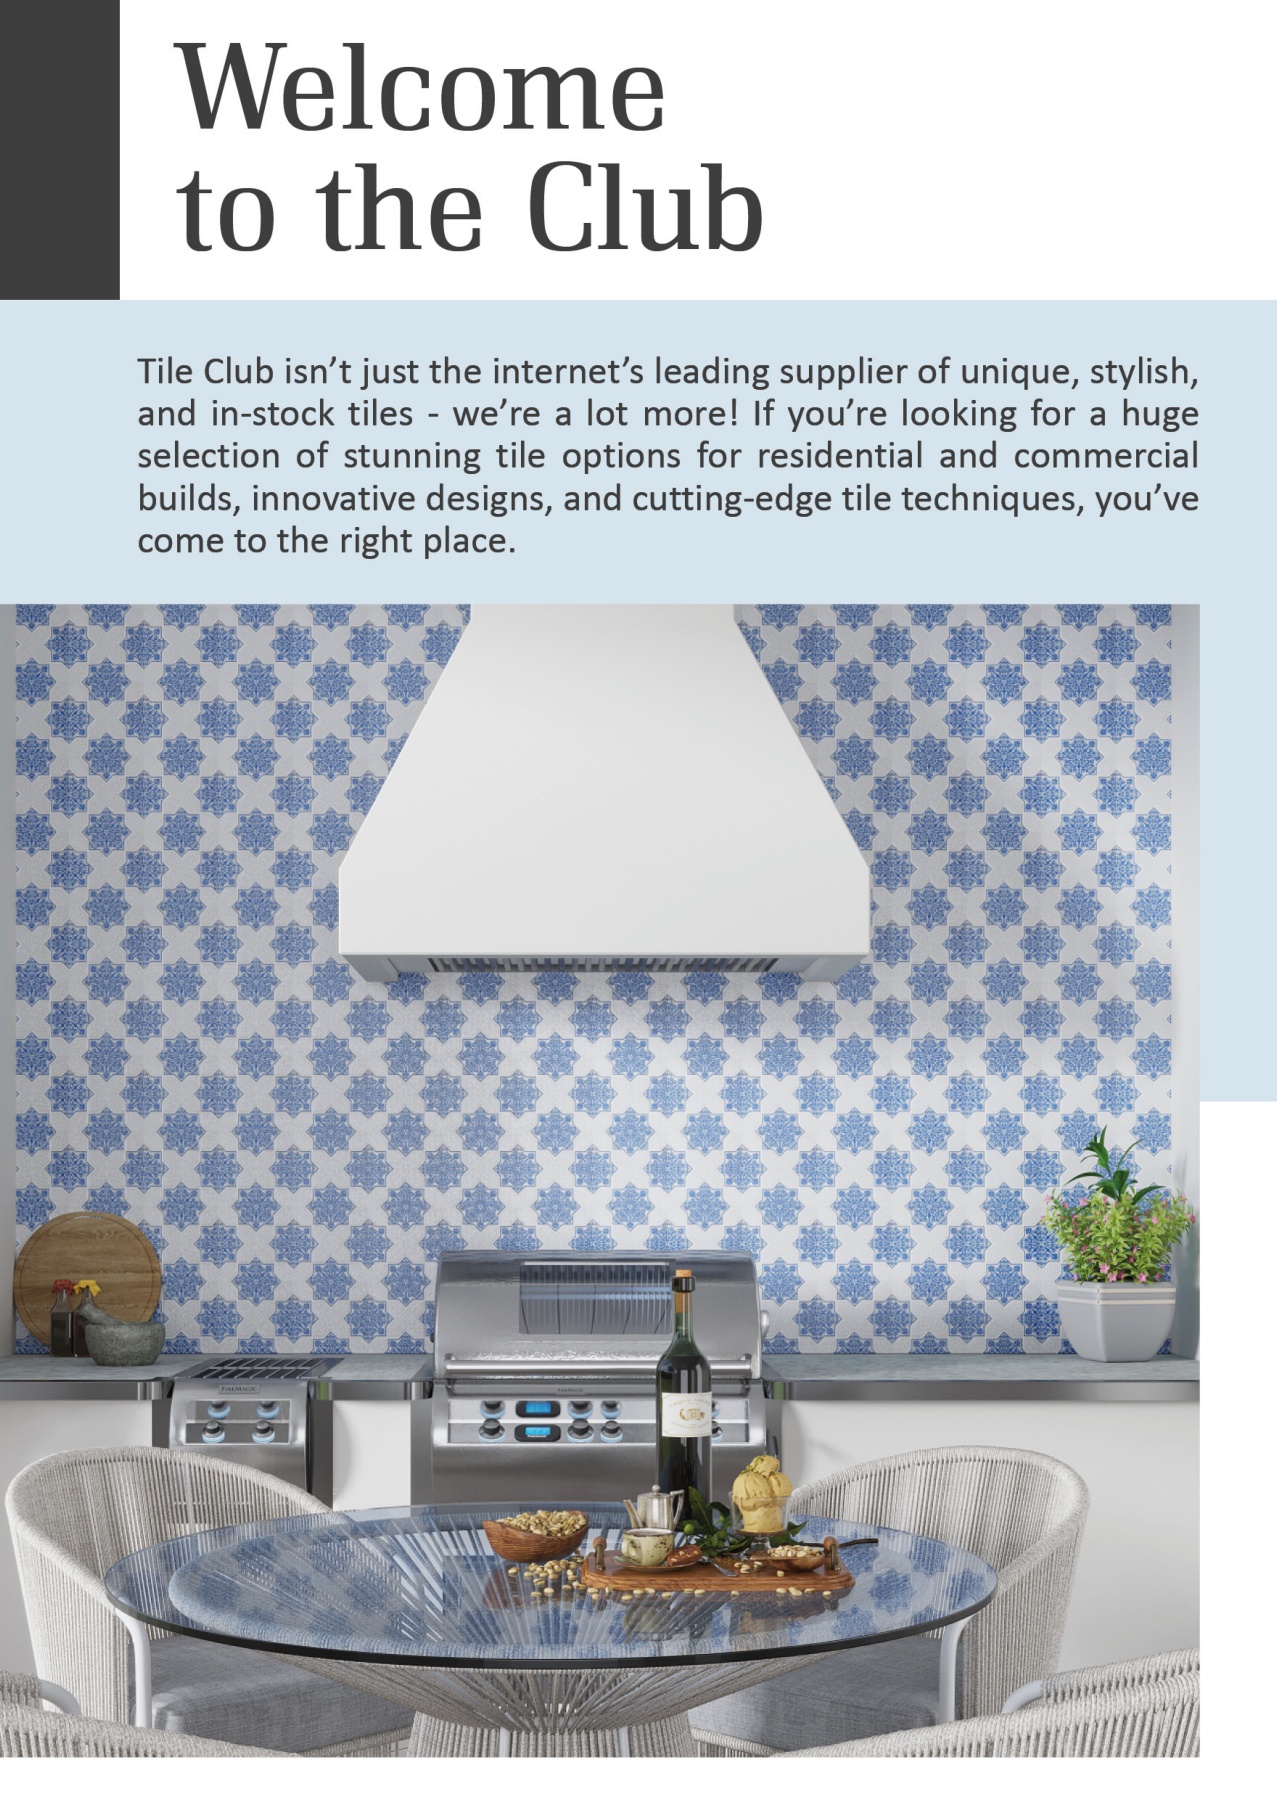 Welcome
to the Club
Tile Club isn’t just the internet’s leading supplier of unique, stylish,
and in-stock tiles - we’re a lot more! If you’re looking for a huge
selection of stunning tile options for residential and commercial
builds, innovative designs, and cutting-edge tile techniques, you’ve
come to the right place.
FIREMAGIC
FIREMAGIC